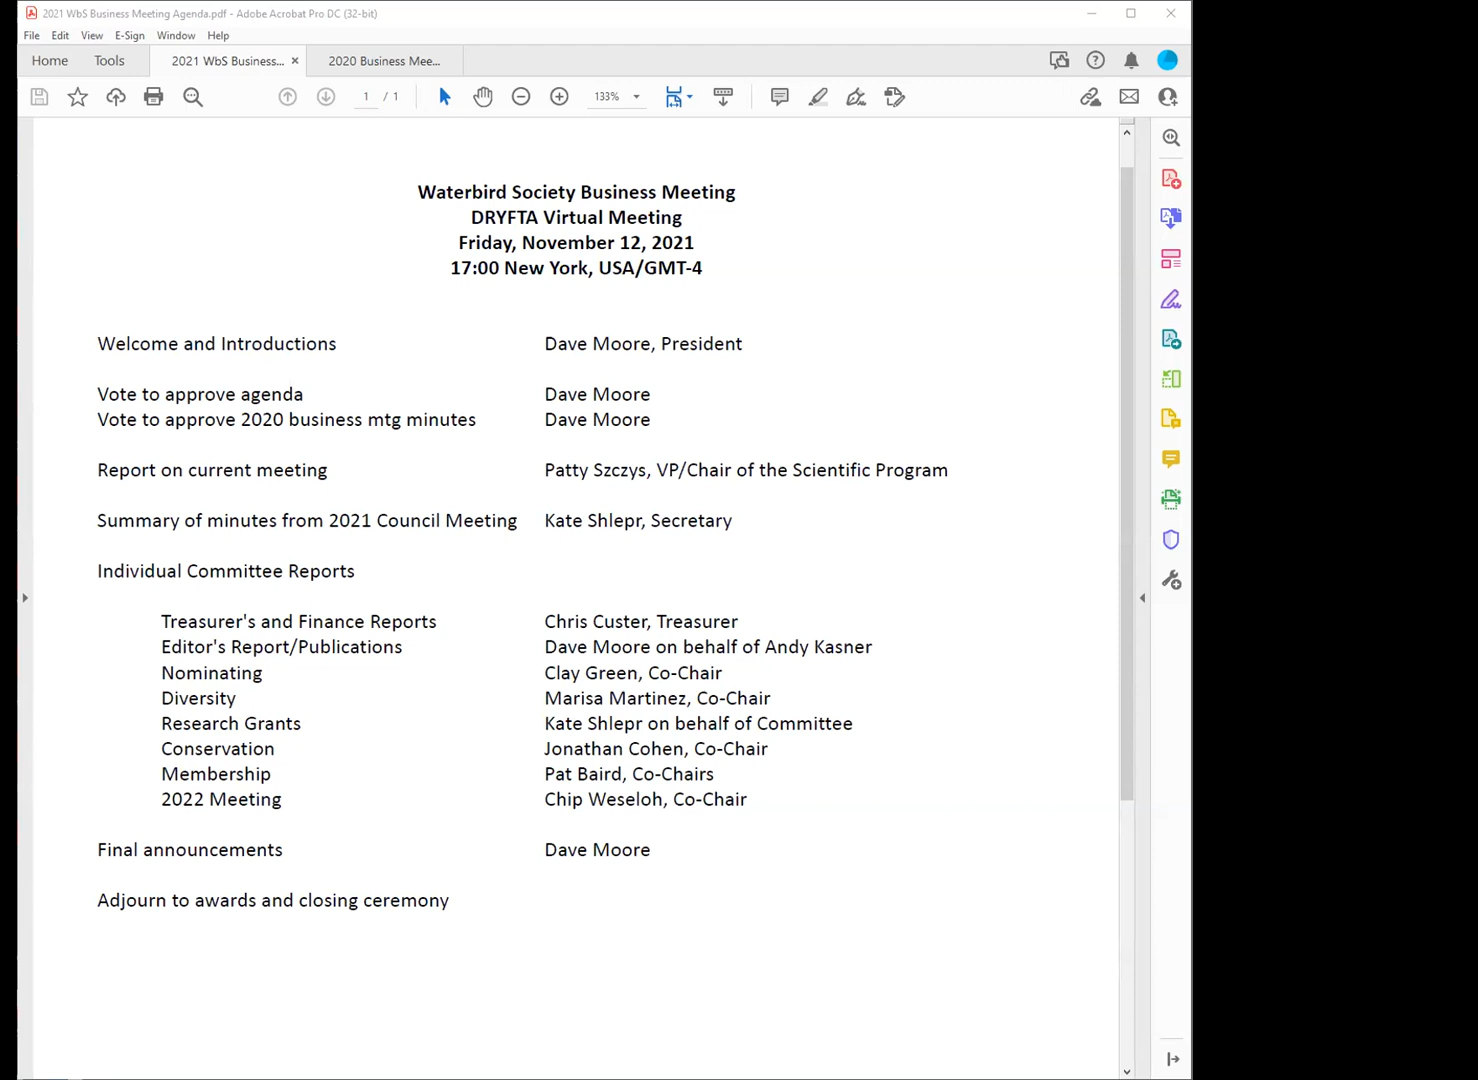 2021 WbS Business Meeting Agenda.pdf - Adobe Acrobat Pro DC (32-bit)
File Edit View E-Sign Window Help
Home Tools 2021 WbS Business... × 2020 Business Mee...
1 / 1 133%
Waterbird Society Business Meeting
DRYFTA Virtual Meeting
Friday, November 12, 2021
17:00 New York, USA/GMT-4
Welcome and Introductions Dave Moore, President
Vote to approve agenda Dave Moore
Vote to approve 2020 business mtg minutes Dave Moore
Report on current meeting Patty Szczys, VP/Chair of the Scientific Program
Summary of minutes from 2021 Council Meeting Kate Shlepr, Secretary
Individual Committee Reports
Treasurer's and Finance Reports Chris Custer, Treasurer
Editor's Report/Publications Dave Moore on behalf of Andy Kasner
Nominating Clay Green, Co-Chair
Diversity Marisa Martinez, Co-Chair
Research Grants Kate Shlepr on behalf of Committee
Conservation Jonathan Cohen, Co-Chair
Membership Pat Baird, Co-Chairs
2022 Meeting Chip Weseloh, Co-Chair
Final announcements Dave Moore
Adjourn to awards and closing ceremony